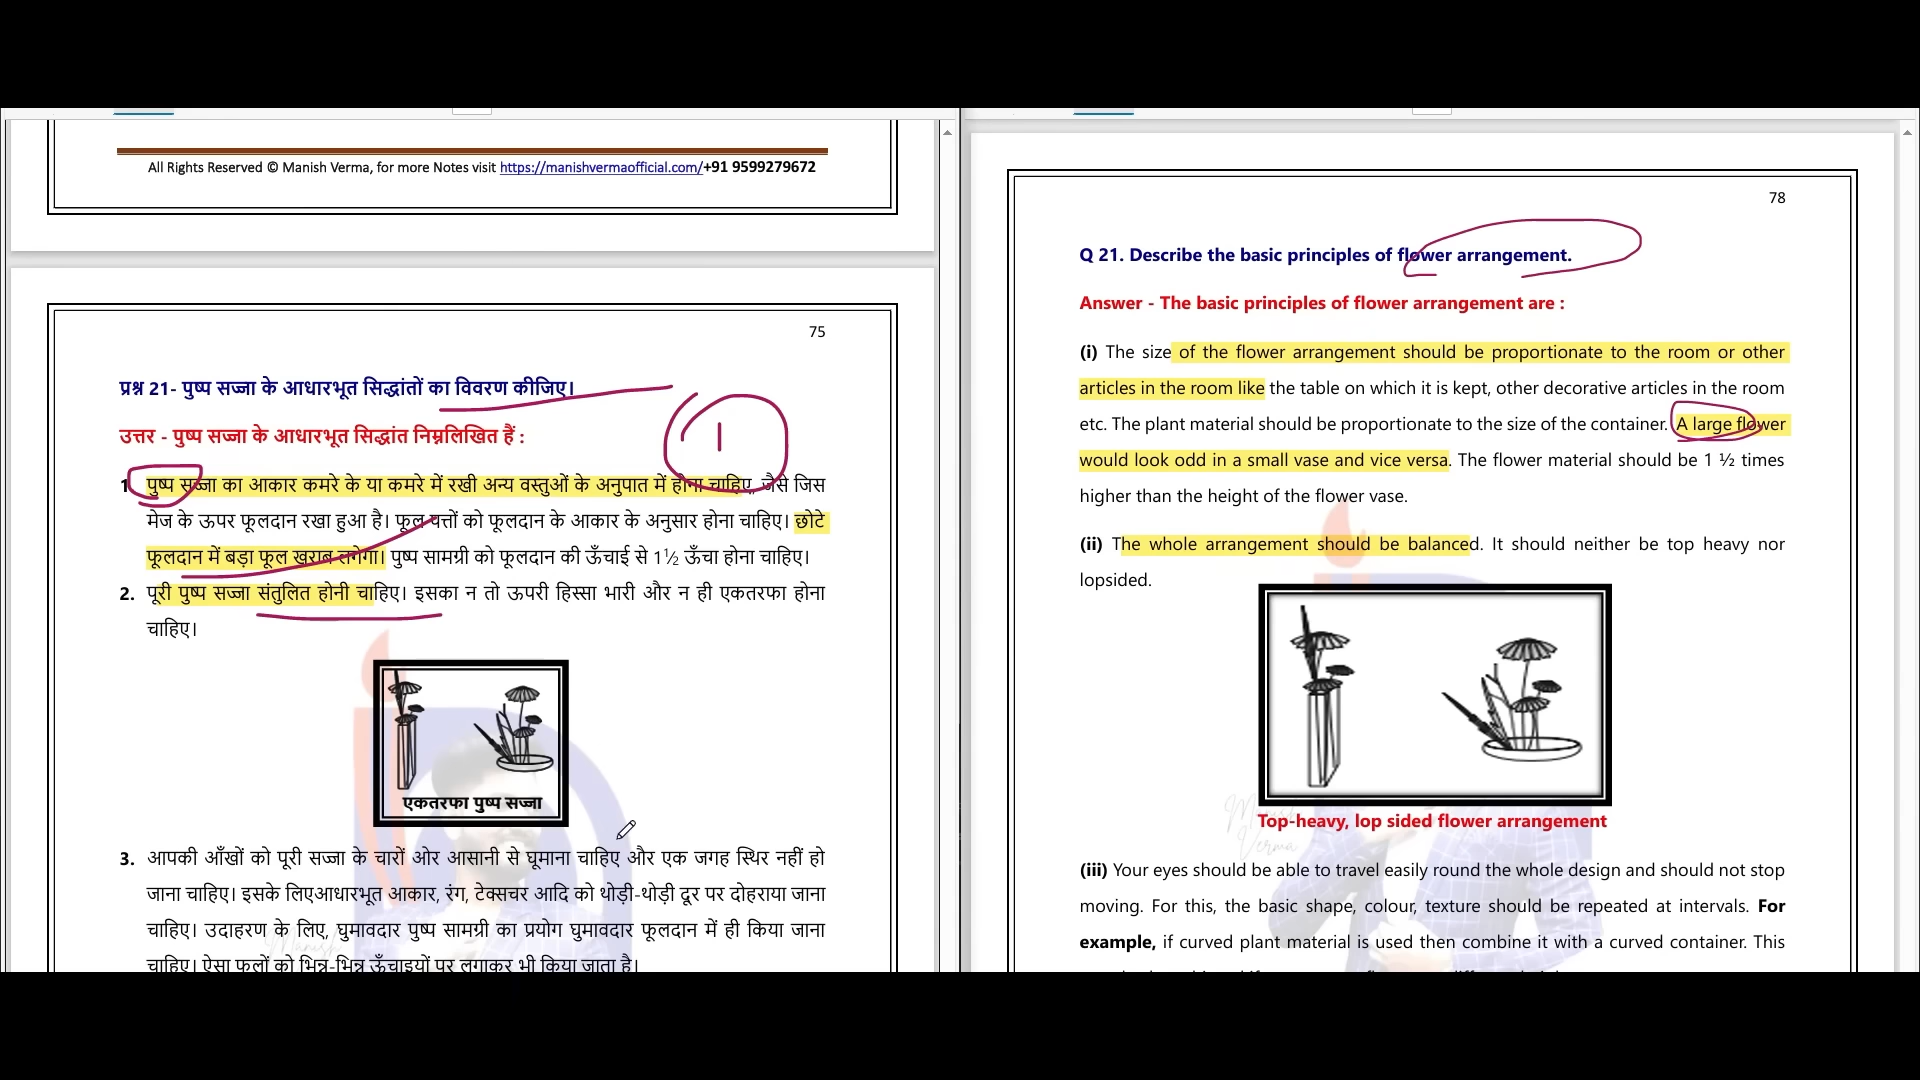 All Rights Reserved © Manish Verma, for more Notes visit https://manishvermaofficial.com/+91 9599279672
75
प्रश्न 21- पुष्प सज्जा के आधारभूत सिद्धांतों का विवरण कीजिए।
उत्तर - पुष्प सज्जा के आधारभूत सिद्धांत निम्नलिखित हैं :
1
1 पुष्प सज्जा का आकार कमरे के या कमरे में रखी अन्य वस्तुओं के अनुपात में होना चाहिए, जैसे जिस
मेज के ऊपर फूलदान रखा हुआ है। फूल पत्तों को फूलदान के आकार के अनुसार होना चाहिए। छोटे
फूलदान में बड़ा फूल खराब लगेगा। पुष्प सामग्री को फूलदान की ऊँचाई से 1½ ऊँचा होना चाहिए।
2. पूरी पुष्प सज्जा संतुलित होनी चाहिए। इसका न तो ऊपरी हिस्सा भारी और न ही एकतरफा होना
चाहिए।
एकतरफा पुष्प सज्जा
3. आपकी आँखों को पूरी सज्जा के चारों ओर आसानी से घूमाना चाहिए और एक जगह स्थिर नहीं हो
जाना चाहिए। इसके लिएआधारभूत आकार, रंग, टेक्सचर आदि को थोड़ी-थोड़ी दूर पर दोहराया जाना
चाहिए। उदाहरण के लिए, घुमावदार पुष्प सामग्री का प्रयोग घुमावदार फूलदान में ही किया जाना
चाहिए। ऐसा फूलों को भिन्न-भिन्न ऊँचाइयों पर लगाकर भी किया जाता है।
Manish
78
Q 21. Describe the basic principles of flower arrangement.
Answer - The basic principles of flower arrangement are :
(i) The size of the flower arrangement should be proportionate to the room or other
articles in the room like the table on which it is kept, other decorative articles in the room
etc. The plant material should be proportionate to the size of the container. A large flower
would look odd in a small vase and vice versa. The flower material should be 1 ½ times
higher than the height of the flower vase.
(ii) The whole arrangement should be balanced. It should neither be top heavy nor
lopsided.
Top-heavy, lop sided flower arrangement
Verma
(iii) Your eyes should be able to travel easily round the whole design and should not stop
moving. For this, the basic shape, colour, texture should be repeated at intervals. For
example, if curved plant material is used then combine it with a curved container. This